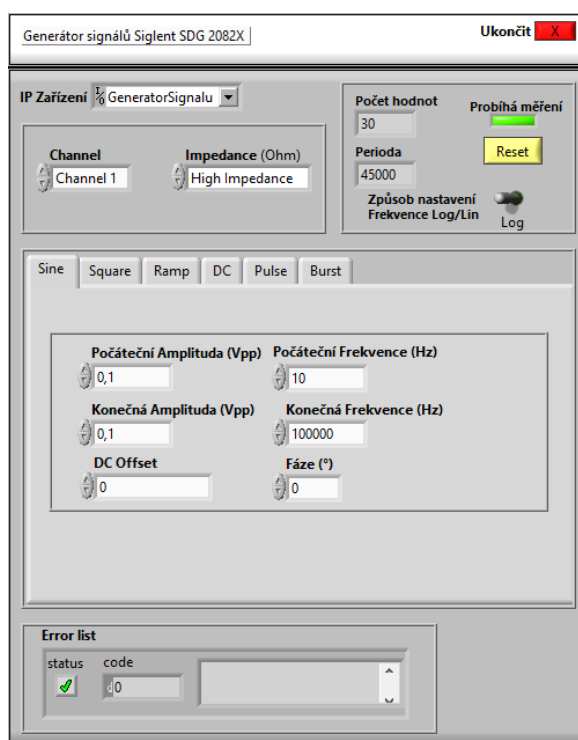 Generátor signálů Siglent SDG 2082X
Ukončit X
IP Zařízení GeneratorSignalu
Channel
Channel 1
Impedance (Ohm)
High Impedance
Počet hodnot
30
Probíhá měření
Perioda
45000
Reset
Způsob nastavení
Frekvence Log/Lin
Log
Sine Square Ramp DC Pulse Burst
Počáteční Amplituda (Vpp) Počáteční Frekvence (Hz)
0,1 10
Konečná Amplituda (Vpp) Konečná Frekvence (Hz)
0,1 100000
DC Offset Fáze (°)
0 0
Error list
status code
d0